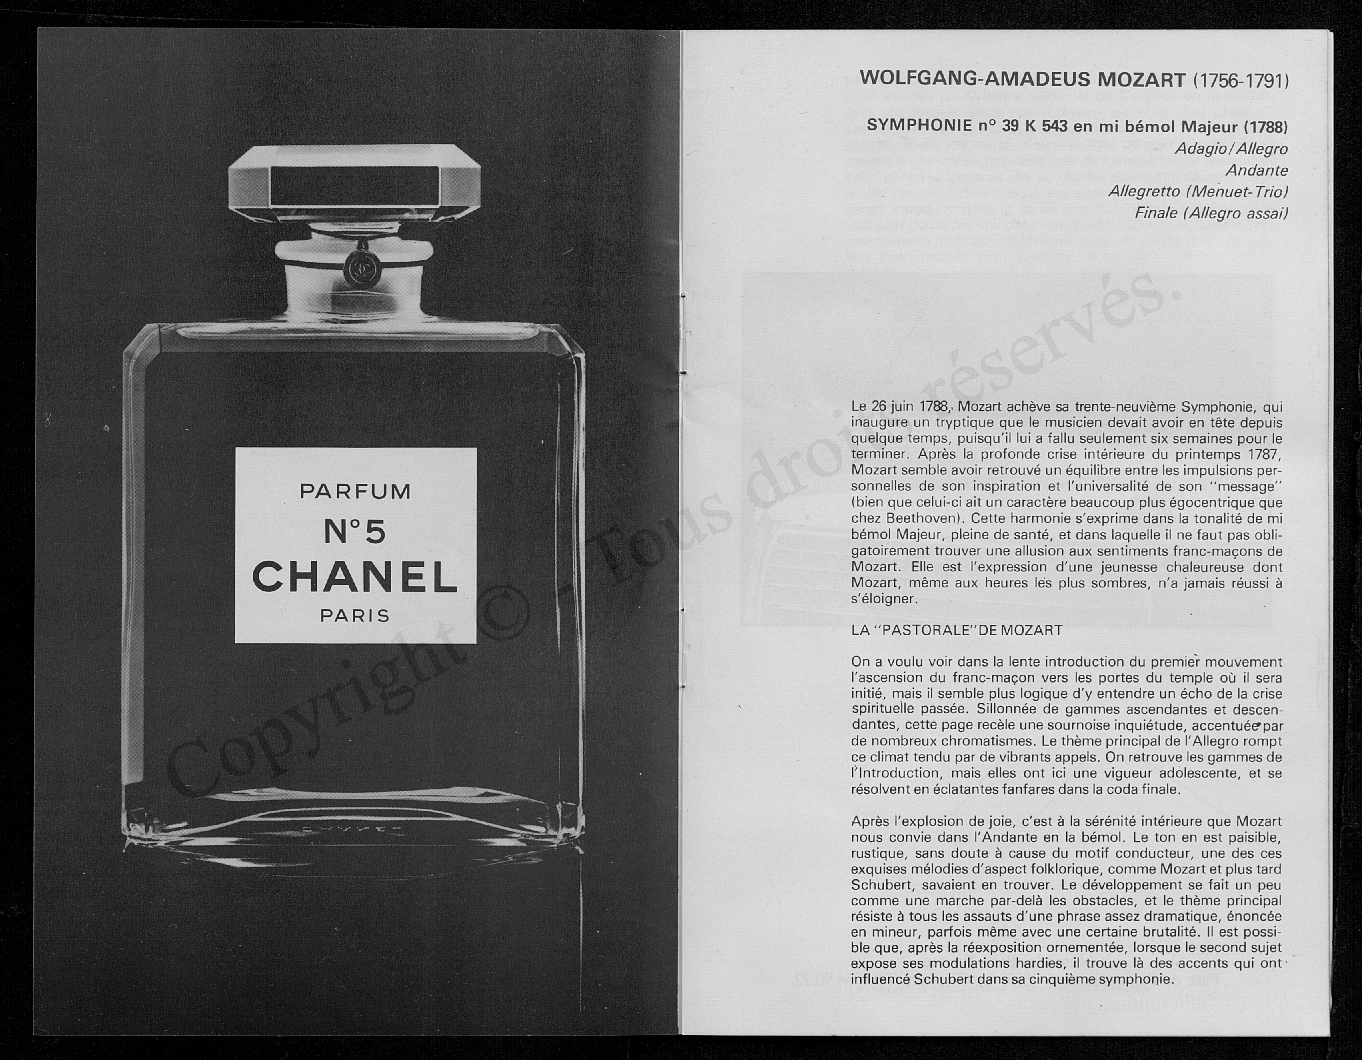 PARFUM
N°5
CHANEL
PARIS
WOLFGANG-AMADEUS MOZART (1756-1791)
SYMPHONIE n° 39 K 543 en mi bémol Majeur (1788)
Adagio/Allegro
Andante
Allegretto (Menuet-Trio)
Finale (Allegro assai)
Le 26 juin 1788, Mozart achève sa trente-neuvième Symphonie, qui
inaugure un tryptique que le musicien devait avoir en tête depuis
quelque temps, puisqu'il lui a fallu seulement six semaines pour le
terminer. Après la profonde crise intérieure du printemps 1787,
Mozart semble avoir retrouvé un équilibre entre les impulsions per-
sonnelles de son inspiration et l'universalité de son "message"
(bien que celui-ci ait un caractère beaucoup plus égocentrique que
chez Beethoven). Cette harmonie s'exprime dans la tonalité de mi
bémol Majeur, pleine de santé, et dans laquelle il ne faut pas obli-
gatoirement trouver une allusion aux sentiments franc-maçons de
Mozart. Elle est l'expression d'une jeunesse chaleureuse dont
Mozart, même aux heures les plus sombres, n'a jamais réussi à
s'éloigner.
LA "PASTORALE" DE MOZART
On a voulu voir dans la lente introduction du premier mouvement
l'ascension du franc-maçon vers les portes du temple où il sera
initié, mais il semble plus logique d'y entendre un écho de la crise
spirituelle passée. Sillonnée de gammes ascendantes et descen-
dantes, cette page recèle une sournoise inquiétude, accentuée par
de nombreux chromatismes. Le thème principal de l'Allegro rompt
ce climat tendu par de vibrants appels. On retrouve les gammes de
l'Introduction, mais elles ont ici une vigueur adolescente, et se
résolvent en éclatantes fanfares dans la coda finale.
Après l'explosion de joie, c'est à la sérénité intérieure que Mozart
nous convie dans l'Andante en la bémol. Le ton en est paisible,
rustique, sans doute à cause du motif conducteur, une des ces
exquises mélodies d'aspect folklorique, comme Mozart et plus tard
Schubert, savaient en trouver. Le développement se fait un peu
comme une marche par-delà les obstacles, et le thème principal
résiste à tous les assauts d'une phrase assez dramatique, énoncée
en mineur, parfois même avec une certaine brutalité. Il est possi-
ble que, après la réexposition ornementée, lorsque le second sujet
expose ses modulations hardies, il trouve là des accents qui ont
influencé Schubert dans sa cinquième symphonie.
Copyright © - Tous droits réservés.